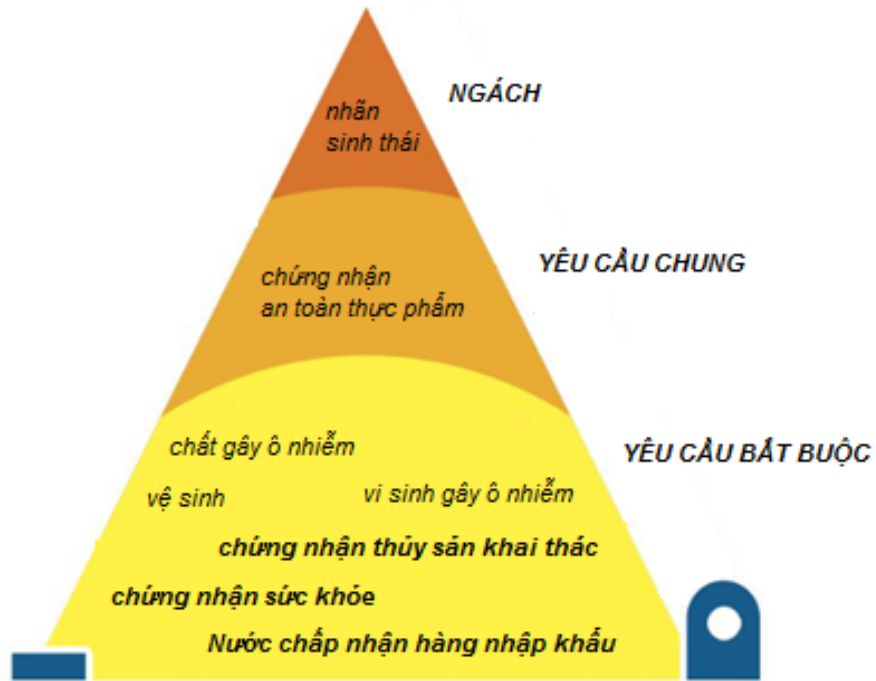 NGÁCH
nhãn
sinh thái
YÊU CẦU CHUNG
chứng nhận
an toàn thực phẩm
YÊU CẦU BẮT BUỘC
chất gây ô nhiễm
vệ sinh
vi sinh gây ô nhiễm
chứng nhận thủy sản khai thác
chứng nhận sức khỏe
Nước chấp nhận hàng nhập khẩu